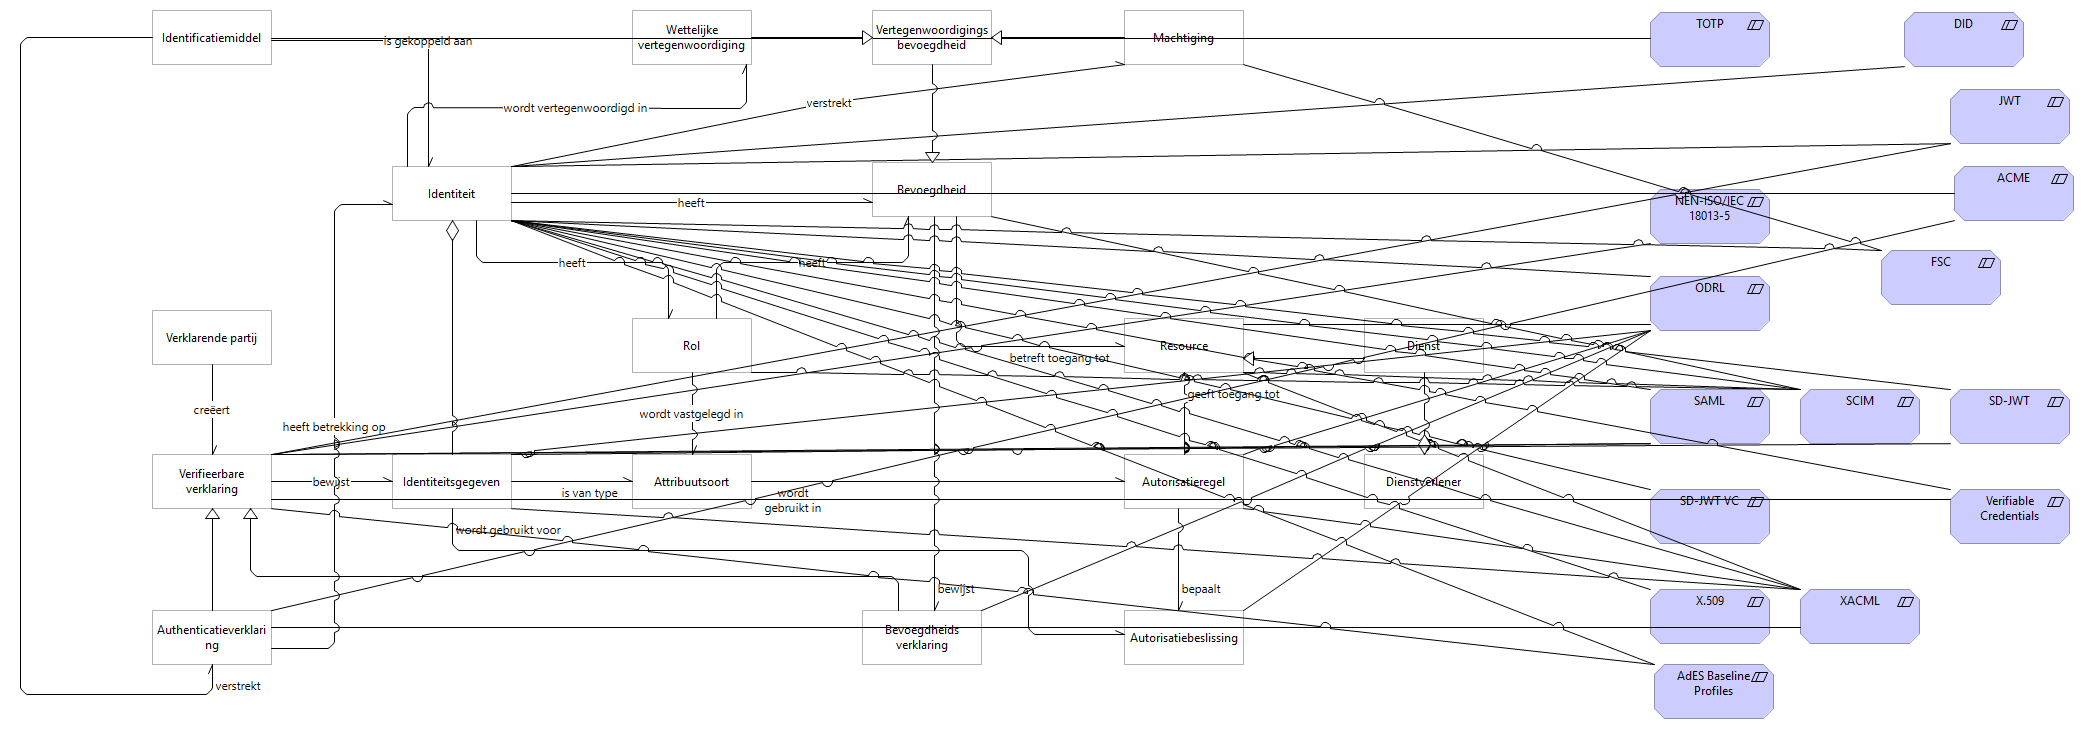 Identificatiemiddel
is gekoppeld aan
Wettelijke
vertegenwoordiging
Vertegenwoordigings
bevoegdheid
Machtiging
TOTP
DID
wordt vertegenwoordigd in
verstrekt
JWT
Identiteit
heeft
Bevoegdheid
NEN-ISO/IEC
18013-5
ACME
heeft
heeft
FSC
ODRL
Verklarende partij
Rol
Resource
Dienst
betreft toegang tot
geeft toegang tot
creëert
heeft betrekking op
wordt vastgelegd in
SAML
SCIM
SD-JWT
Verifieerbare
verklaring
bewijst
Identiteitsgegeven
is van type
Attribuutsoort
wordt
gebruikt in
Autorisatieregel
Dienstverlener
SD-JWT VC
Verifiable
Credentials
wordt gebruikt voor
bewijst
bepaalt
Authenticatieverklari
ng
Bevoegdheids
verklaring
Autorisatiebeslissing
X.509
XACML
verstrekt
AdES Baseline
Profiles